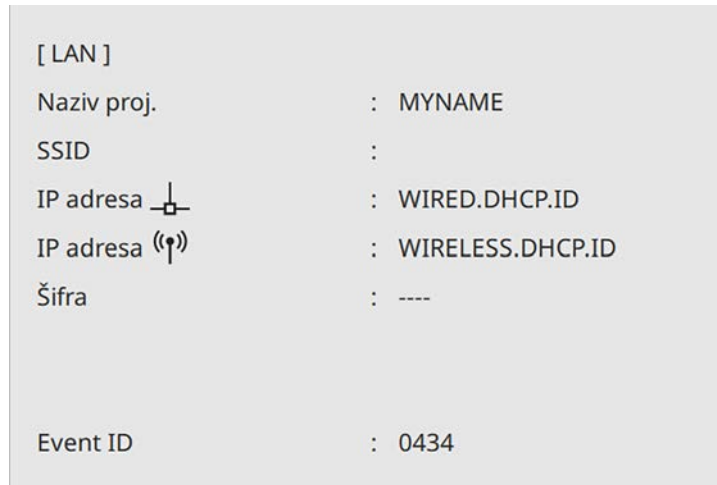 [ LAN ]
Naziv proj. : MYNAME
SSID :
IP adresa : WIRED.DHCP.ID
IP adresa : WIRELESS.DHCP.ID
Šifra : ----
Event ID : 0434